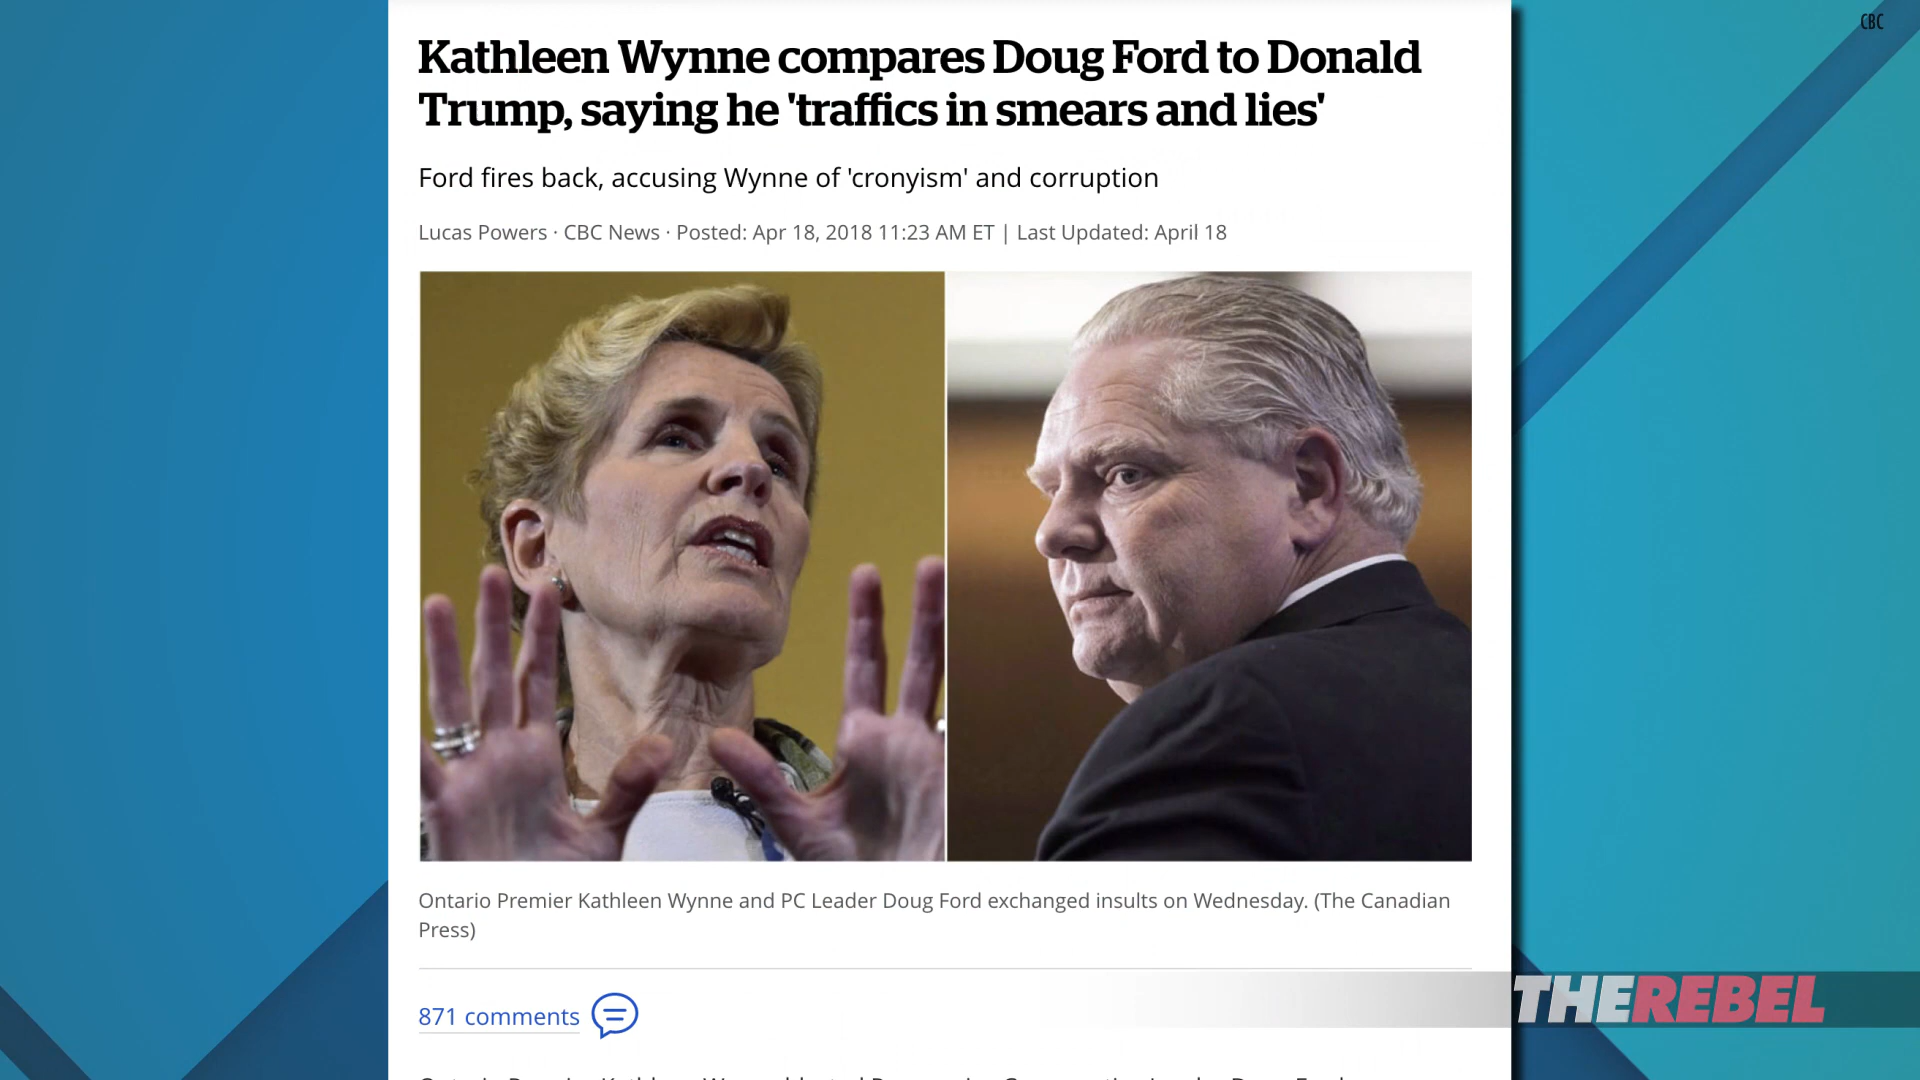 CBC
Kathleen Wynne compares Doug Ford to Donald
Trump, saying he 'traffics in smears and lies'
Ford fires back, accusing Wynne of 'cronyism' and corruption
Lucas Powers · CBC News · Posted: Apr 18, 2018 11:23 AM ET | Last Updated: April 18
Ontario Premier Kathleen Wynne and PC Leader Doug Ford exchanged insults on Wednesday. (The Canadian
Press)
871 comments
THEREBEL